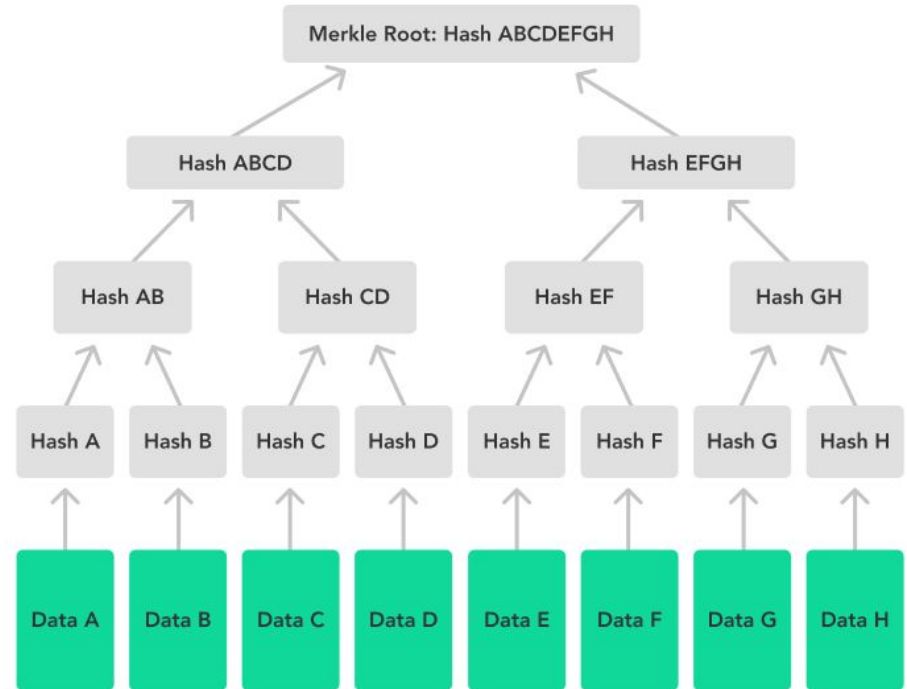 Merkle Root: Hash ABCDEFGH
Hash ABCD
Hash EFGH
Hash AB
Hash CD
Hash EF
Hash GH
Hash A
Hash B
Hash C
Hash D
Hash E
Hash F
Hash G
Hash H
Data A
Data B
Data C
Data D
Data E
Data F
Data G
Data H